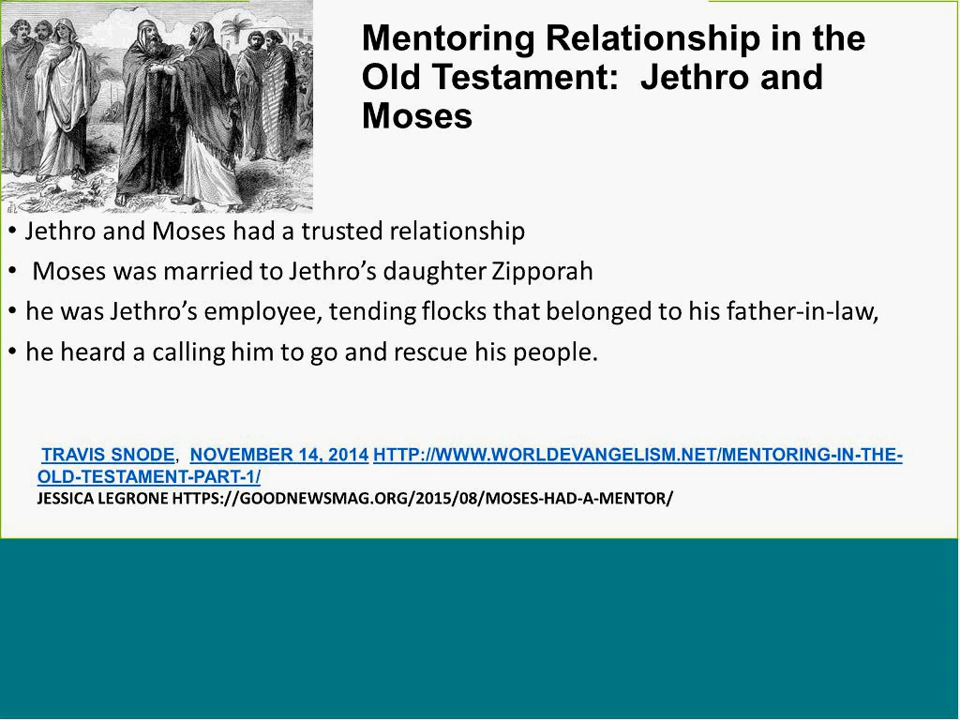 Mentoring Relationship in the
Old Testament:  Jethro and
Moses
• Jethro and Moses had a trusted relationship
•  Moses was married to Jethro’s daughter Zipporah
• he was Jethro’s employee, tending flocks that belonged to his father-in-law,
• he heard a calling him to go and rescue his people.
TRAVIS SNODE,  NOVEMBER 14, 2014 HTTP://WWW.WORLDEVANGELISM.NET/MENTORING-IN-THE-
OLD-TESTAMENT-PART-1/
JESSICA LEGRONE HTTPS://GOODNEWSMAG.ORG/2015/08/MOSES-HAD-A-MENTOR/